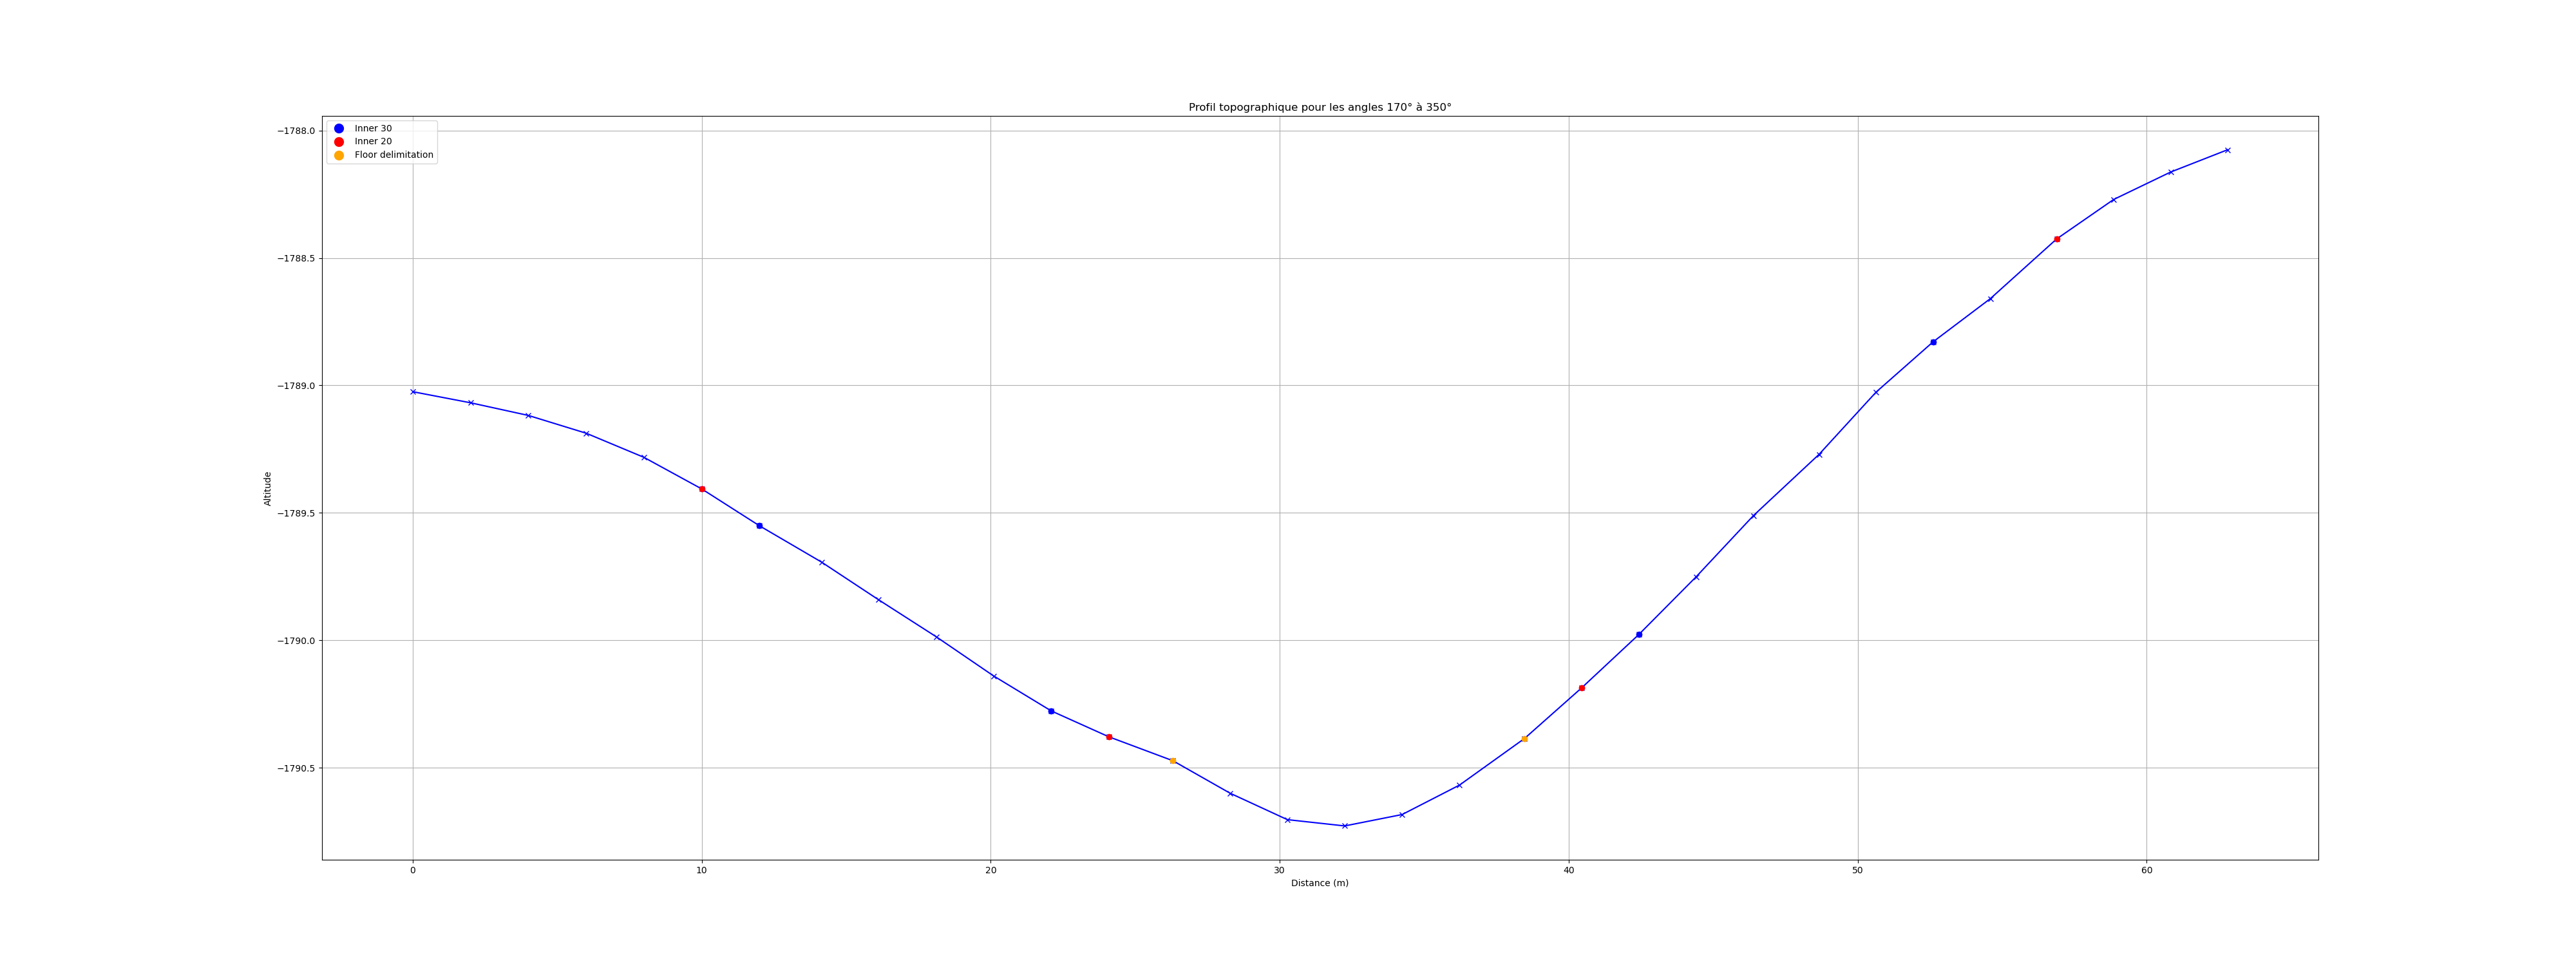 Profil topographique pour les angles 170° à 350°
Inner 30
Inner 20
Floor delimitation
−1788.0
−1788.5
−1789.0
−1789.5
−1790.0
−1790.5
Altitude
0 10 20 30 40 50 60
Distance (m)